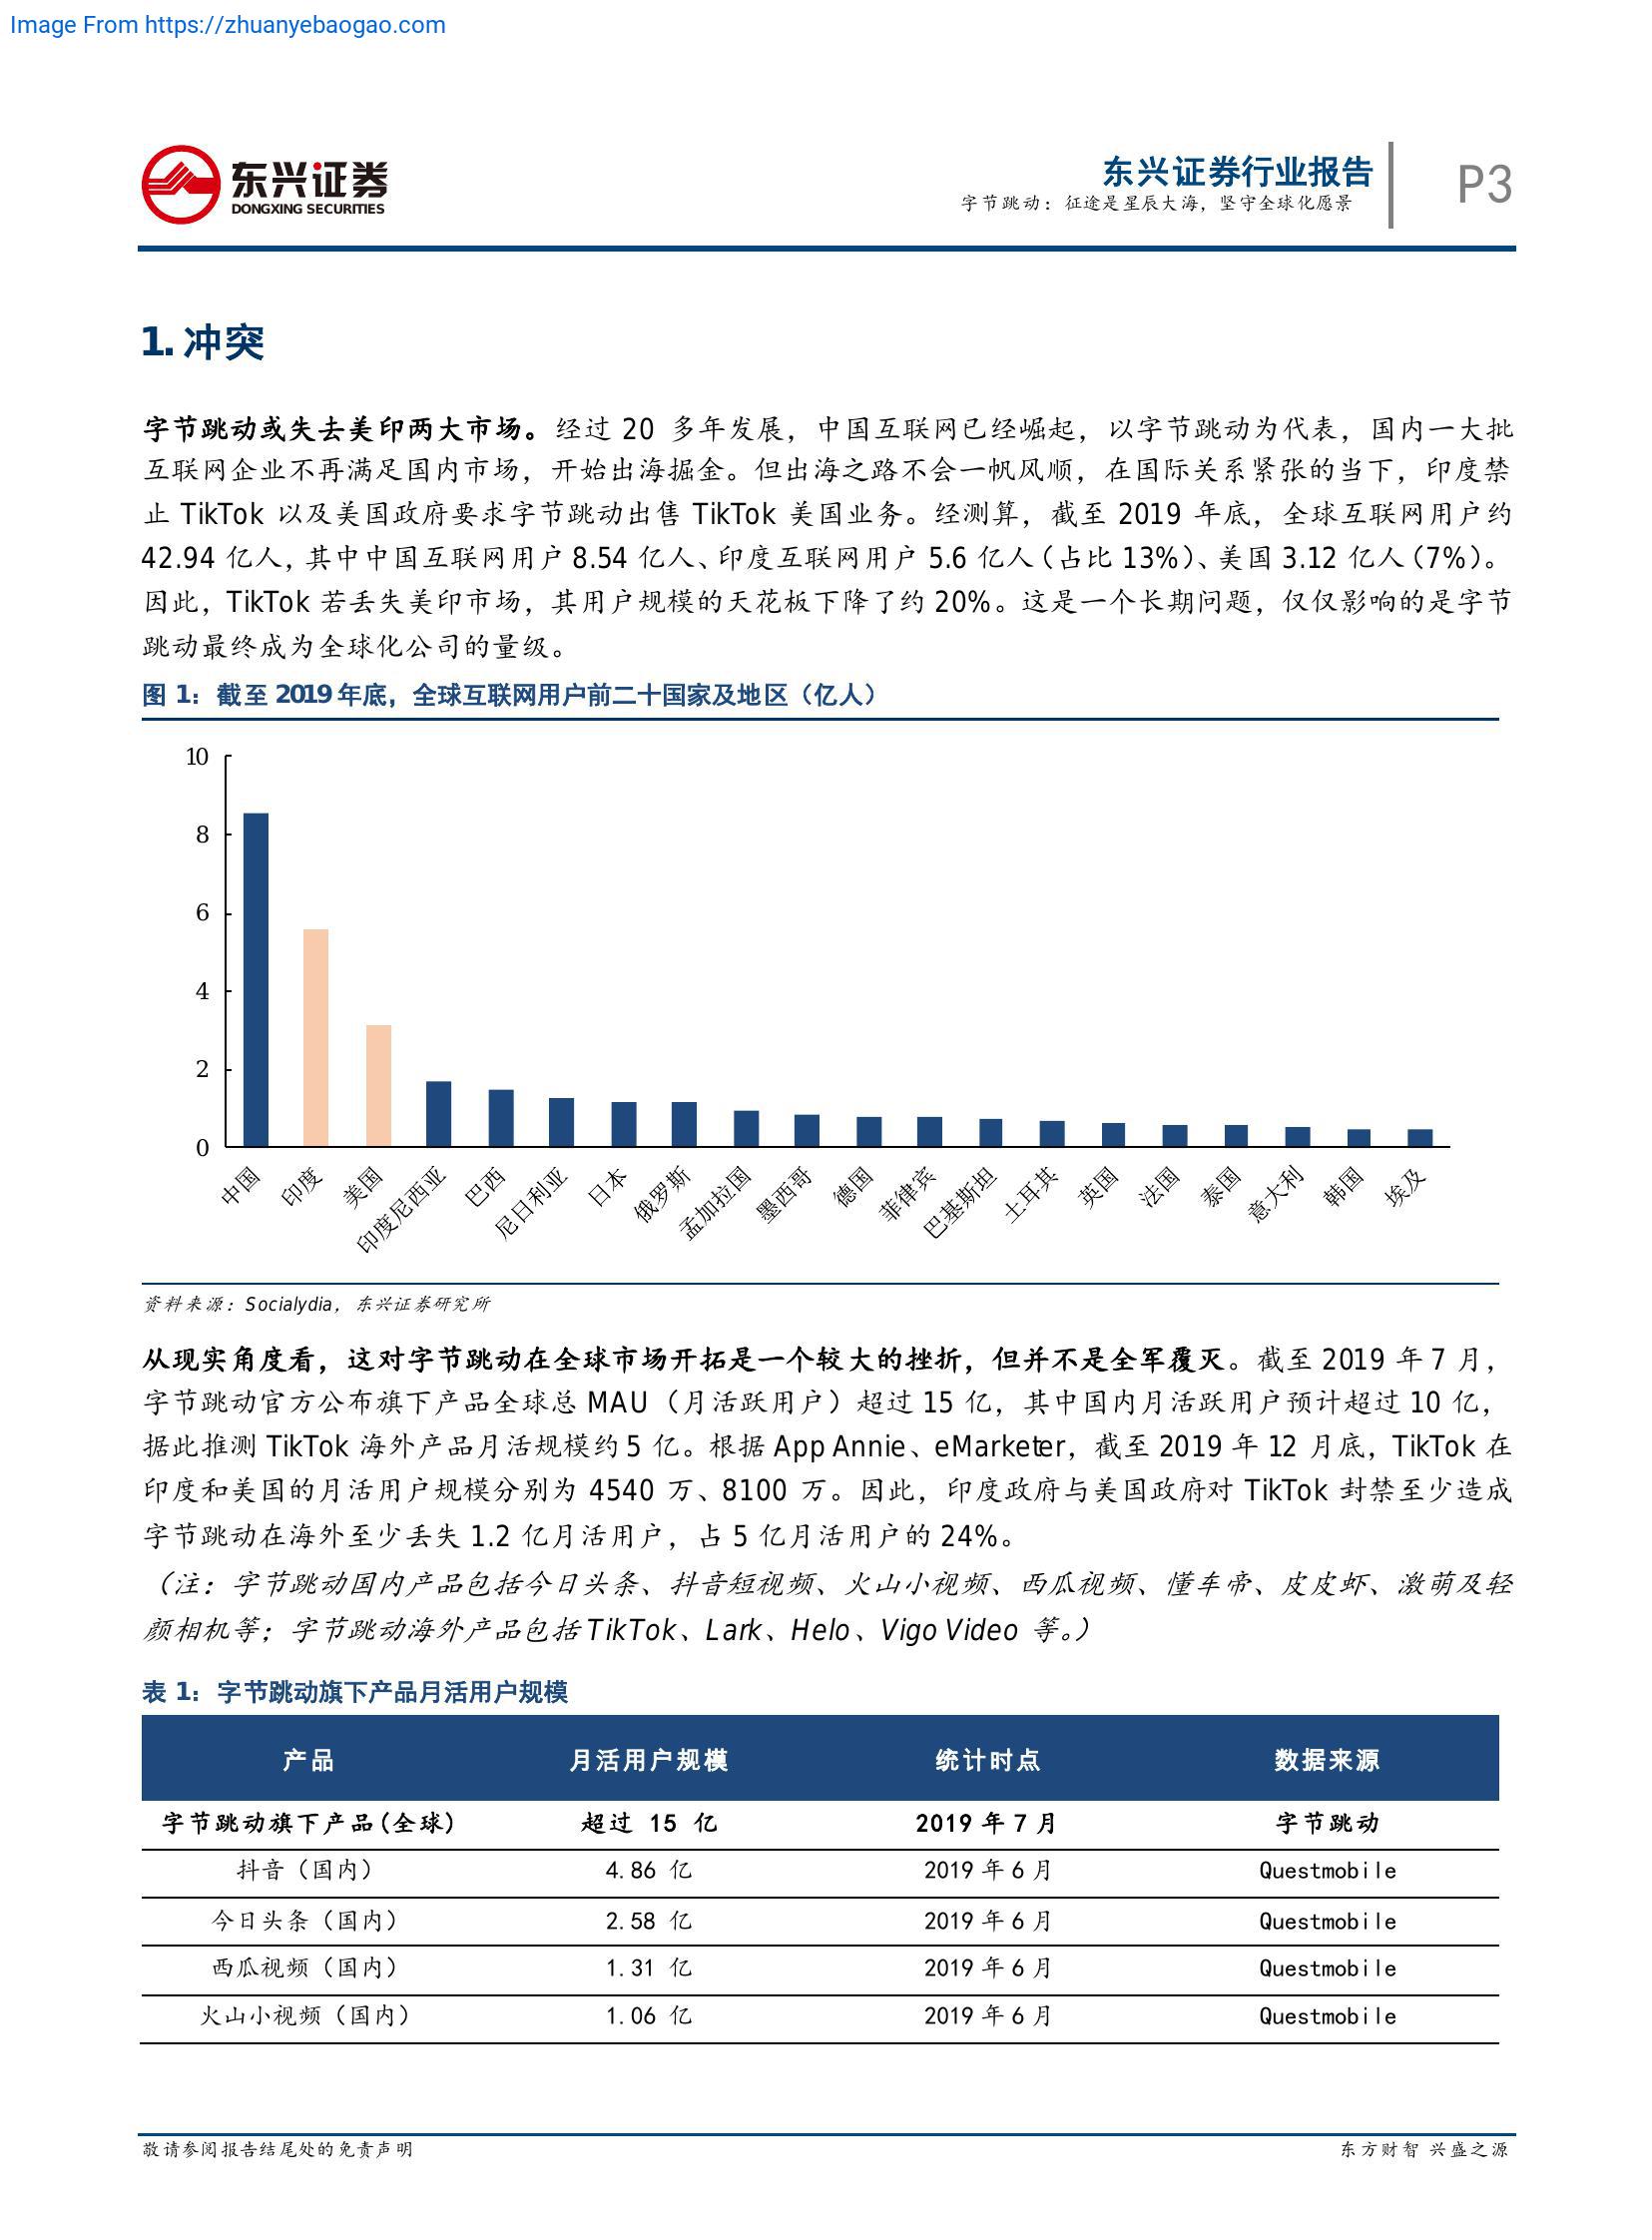 Image From https://zhuanyebaogao.com
东兴证券
DONGXING SECURITIES
东兴证券行业报告
字节跳动：征途是星辰大海，坚守全球化愿景
P3
1. 冲突
字节跳动或失去美印两大市场。经过 20 多年发展，中国互联网已经崛起，以字节跳动为代表，国内一大批
互联网企业不再满足国内市场，开始出海掘金。但出海之路不会一帆风顺，在国际关系紧张的当下，印度禁
止 TikTok 以及美国政府要求字节跳动出售 TikTok 美国业务。经测算，截至 2019 年底，全球互联网用户约
42.94 亿人，其中中国互联网用户 8.54 亿人、印度互联网用户 5.6 亿人（占比 13%）、美国 3.12 亿人（7%）。
因此，TikTok 若丢失美印市场，其用户规模的天花板下降了约 20%。这是一个长期问题，仅仅影响的是字节
跳动最终成为全球化公司的量级。
图 1：截至 2019 年底，全球互联网用户前二十国家及地区（亿人）
10
8
6
4
2
0
中国
印度
美国
印度尼西亚
巴西
尼日利亚
日本
俄罗斯
孟加拉国
墨西哥
德国
菲律宾
巴基斯坦
土耳其
英国
法国
泰国
意大利
韩国
埃及
资料来源：Socialydia，东兴证券研究所
从现实角度看，这对字节跳动在全球市场开拓是一个较大的挫折，但并不是全军覆灭。截至 2019 年 7 月，
字节跳动官方公布旗下产品全球总 MAU（月活跃用户）超过 15 亿，其中国内月活跃用户预计超过 10 亿，
据此推测 TikTok 海外产品月活规模约 5 亿。根据 App Annie、eMarketer，截至 2019 年 12 月底，TikTok 在
印度和美国的月活用户规模分别为 4540 万、8100 万。因此，印度政府与美国政府对 TikTok 封禁至少造成
字节跳动在海外至少丢失 1.2 亿月活用户，占 5 亿月活用户的 24%。
（注：字节跳动国内产品包括今日头条、抖音短视频、火山小视频、西瓜视频、懂车帝、皮皮虾、激萌及轻
颜相机等；字节跳动海外产品包括 TikTok、Lark、Helo、Vigo Video 等。）
表 1：字节跳动旗下产品月活用户规模
产品 月活用户规模 统计时点 数据来源
字节跳动旗下产品(全球) 超过 15 亿 2019 年 7 月 字节跳动
抖音（国内） 4.86 亿 2019 年 6 月 Questmobile
今日头条（国内） 2.58 亿 2019 年 6 月 Questmobile
西瓜视频（国内） 1.31 亿 2019 年 6 月 Questmobile
火山小视频（国内） 1.06 亿 2019 年 6 月 Questmobile
敬请参阅报告结尾处的免责声明
东方财智 兴盛之源